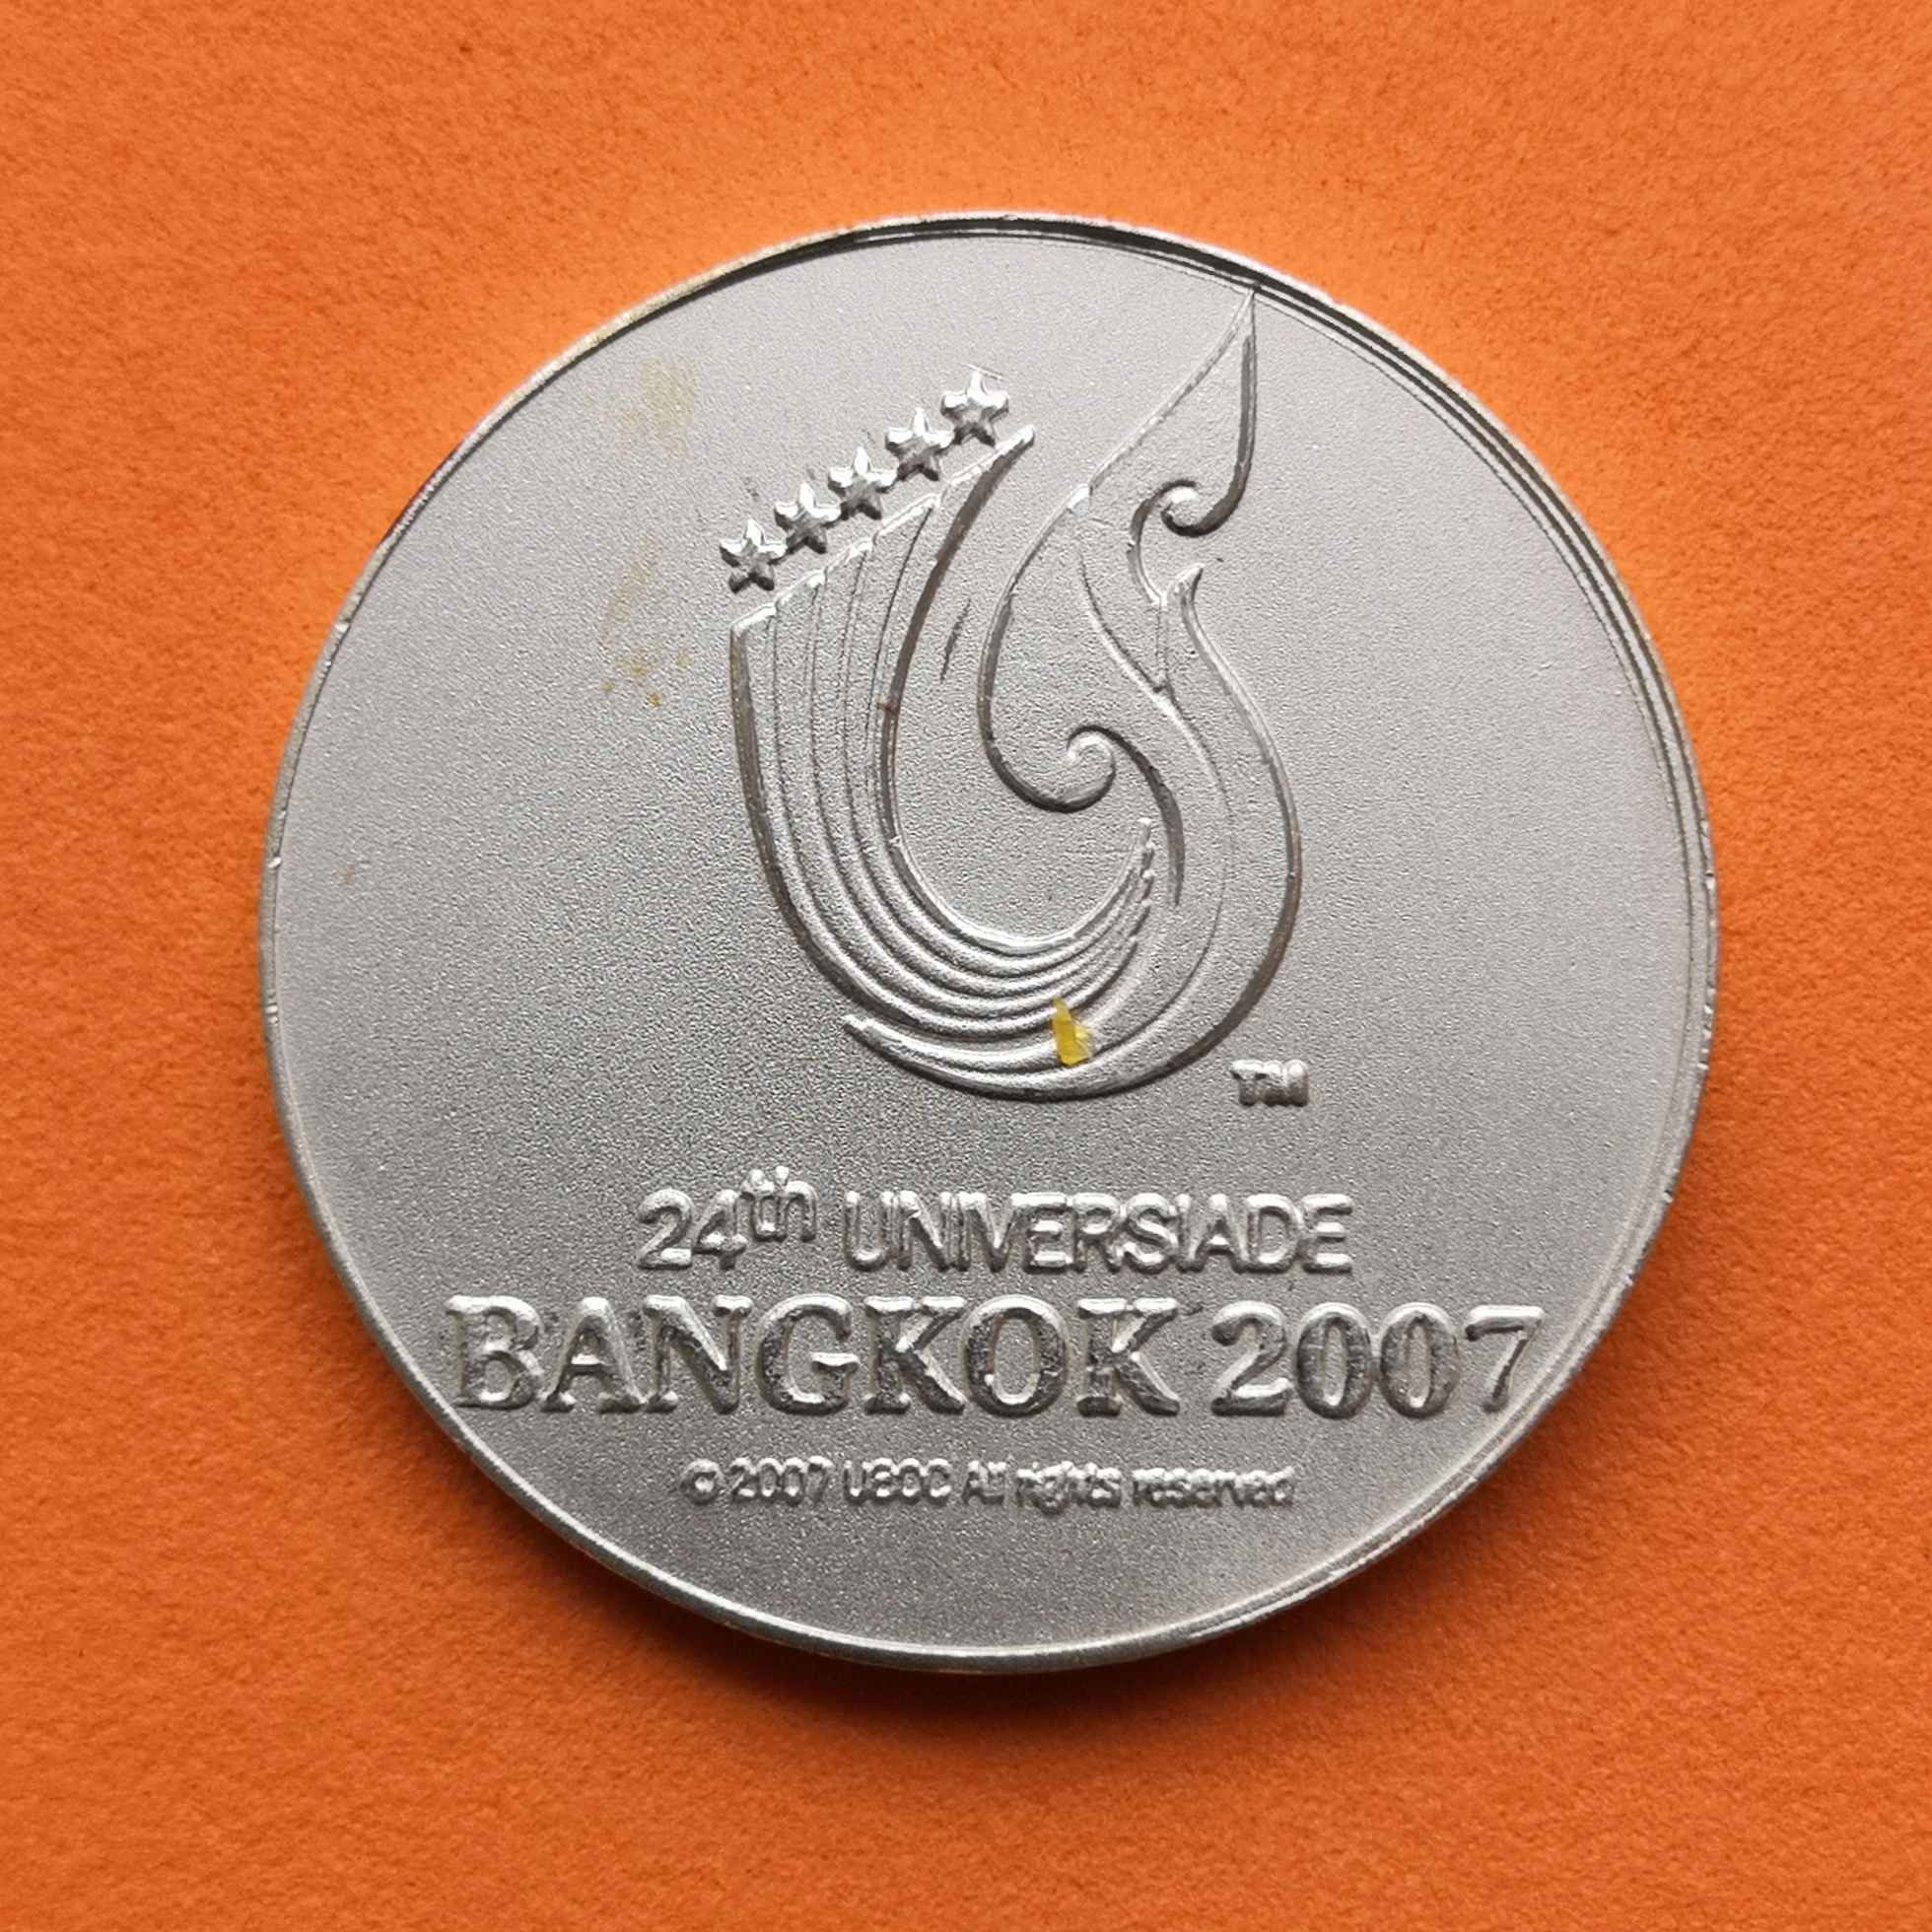 TM
24th UNIVERSIADE
BANGKOK 2007
© 2007 UBOC All rights reserved